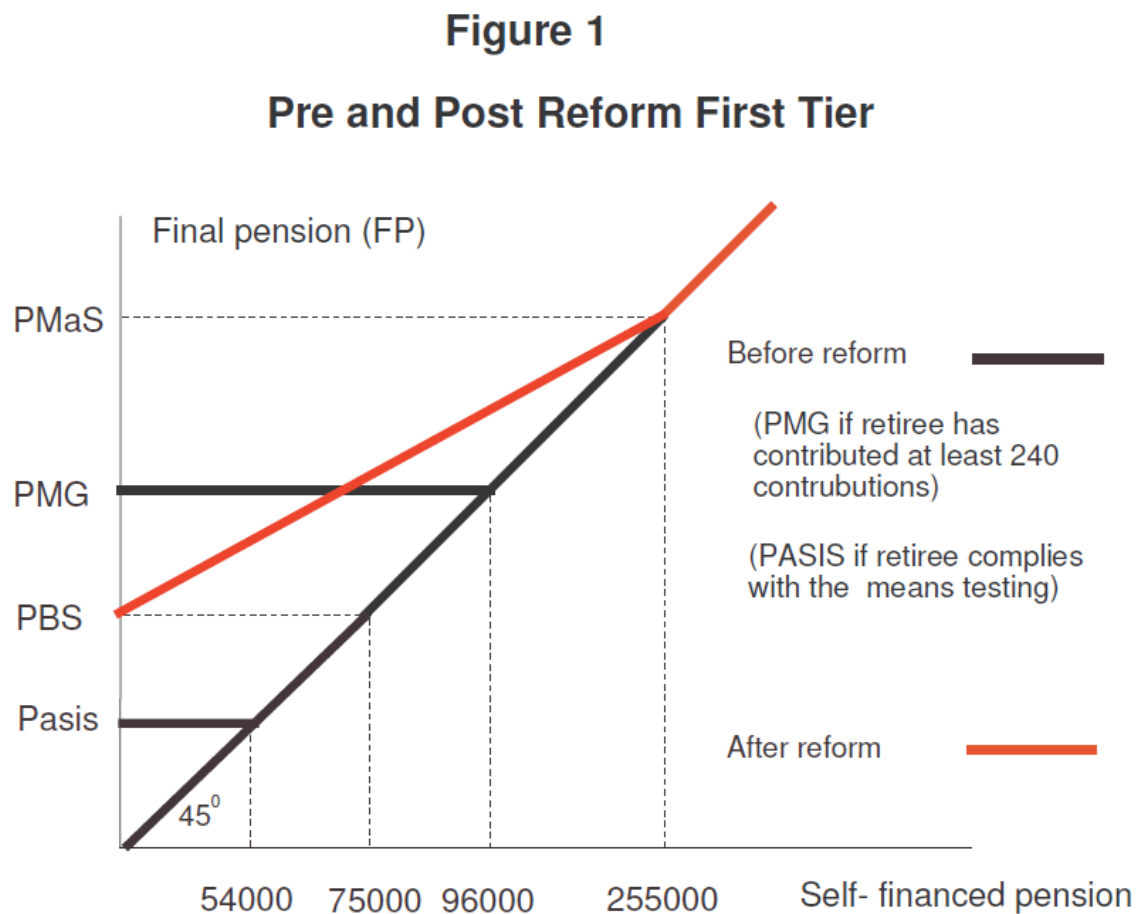 Figure 1
Pre and Post Reform First Tier
Final pension (FP)
PMaS
Before reform
(PMG if retiree has
contributed at least 240
contrubutions)
PMG
(PASIS if retiree complies
with the means testing)
PBS
Pasis
After reform
45⁰
54000 75000 96000 255000 Self- financed pension